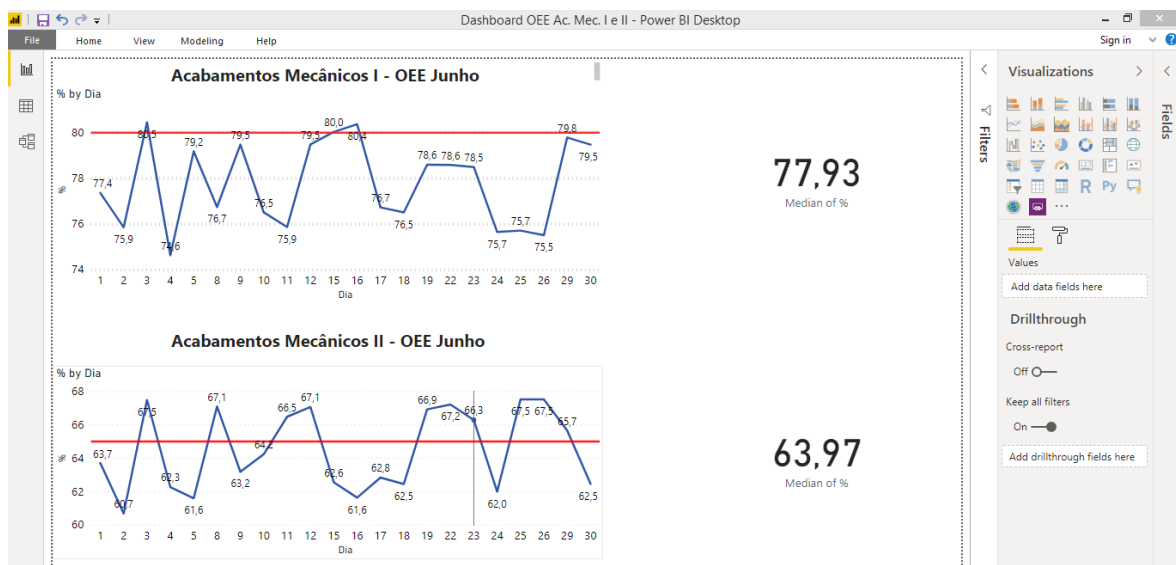 Dashboard OEE Ac. Mec. I e II - Power BI Desktop
File Home View Modeling Help Sign in
Acabamentos Mecânicos I - OEE Junho
% by Dia
80
78
76
74
%
77,4 75,9 80,5 74,6 79,2 76,7 79,5 76,5 75,9 79,5 80,0 80,4 76,7 76,5 78,6 78,6 78,5 75,7 75,7 75,5 79,8 79,5
1 2 3 4 5 8 9 10 11 12 15 16 17 18 19 22 23 24 25 26 29 30
Dia
77,93
Median of %
Acabamentos Mecânicos II - OEE Junho
% by Dia
68
66
64
62
60
%
63,7 60,7 67,5 62,3 61,6 67,1 63,2 64,2 66,5 67,1 62,6 61,6 62,8 62,5 66,9 67,2 66,3 62,0 67,5 67,5 65,7 62,5
1 2 3 4 5 8 9 10 11 12 15 16 17 18 19 22 23 24 25 26 29 30
Dia
63,97
Median of %
Filters
Visualizations
R Py
Values
Add data fields here
Drillthrough
Cross-report
Off
Keep all filters
On
Add drillthrough fields here
Fields